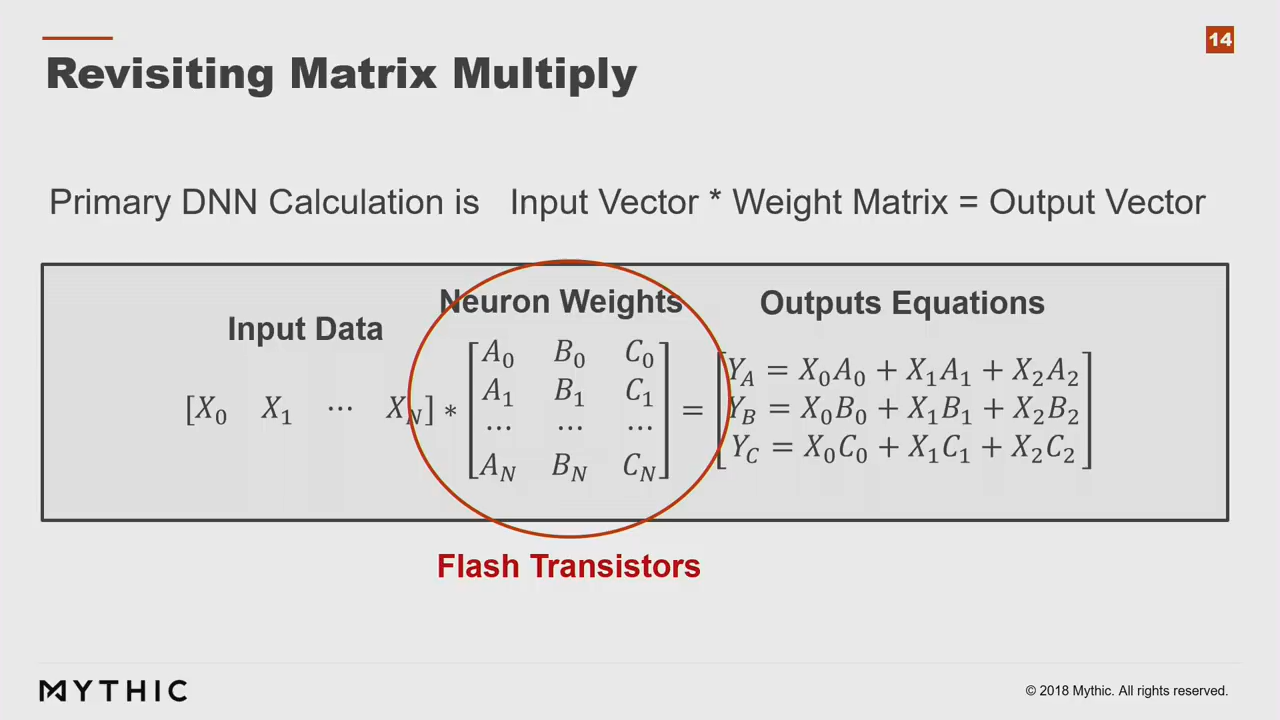 14
Revisiting Matrix Multiply
Primary DNN Calculation is Input Vector * Weight Matrix = Output Vector
Input Data
Neuron Weights
Outputs Equations
[X₀ X₁ ⋯ X_N] * [A₀ B₀ C₀
A₁ B₁ C₁
⋯ ⋯ ⋯
A_N B_N C_N] =
[Y_A = X₀A₀ + X₁A₁ + X₂A₂
Y_B = X₀B₀ + X₁B₁ + X₂B₂
Y_C = X₀C₀ + X₁C₁ + X₂C₂]
Flash Transistors
MYTHIC
© 2018 Mythic. All rights reserved.